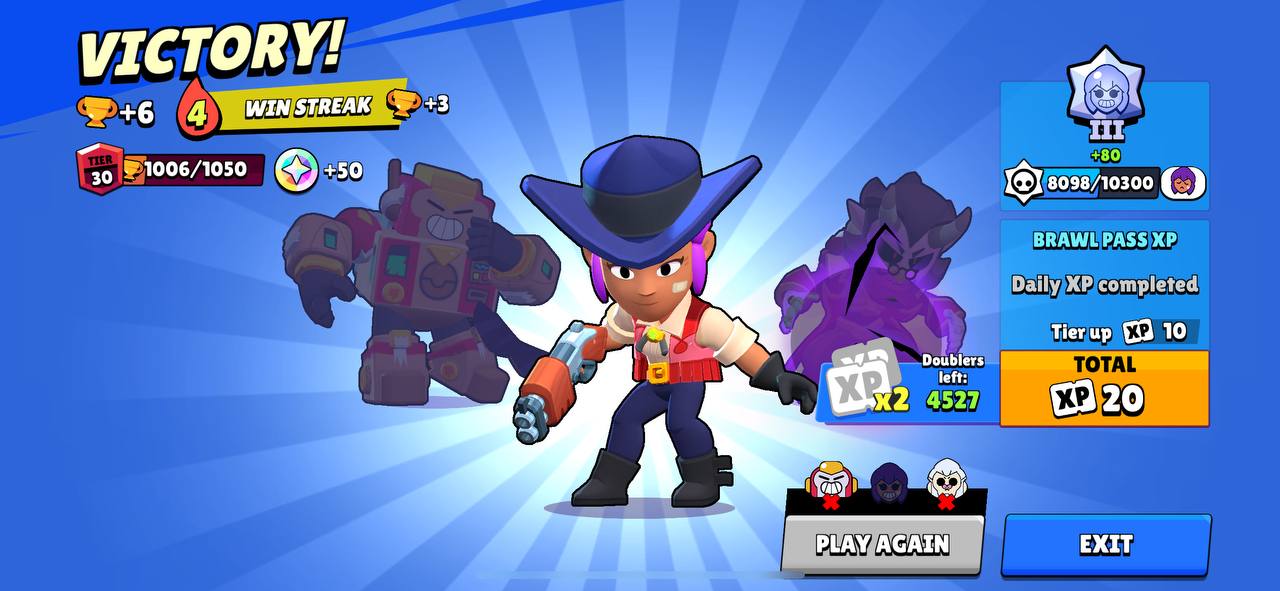 VICTORY!
+6
4
WIN STREAK
+3
TIER
30
1006/1050
+50
III
+80
8098/10300
BRAWL PASS XP
Daily XP completed
Tier up XP 10
TOTAL
XP 20
XP
XP
x2
Doublers
left:
4527
PLAY AGAIN
EXIT